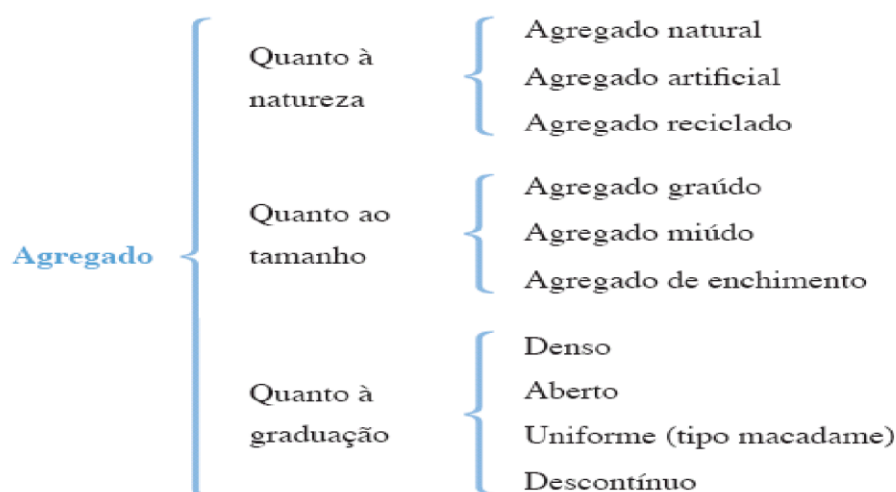 Agregado
Quanto à
natureza
Agregado natural
Agregado artificial
Agregado reciclado
Quanto ao
tamanho
Agregado graúdo
Agregado miúdo
Agregado de enchimento
Quanto à
graduação
Denso
Aberto
Uniforme (tipo macadame)
Descontínuo